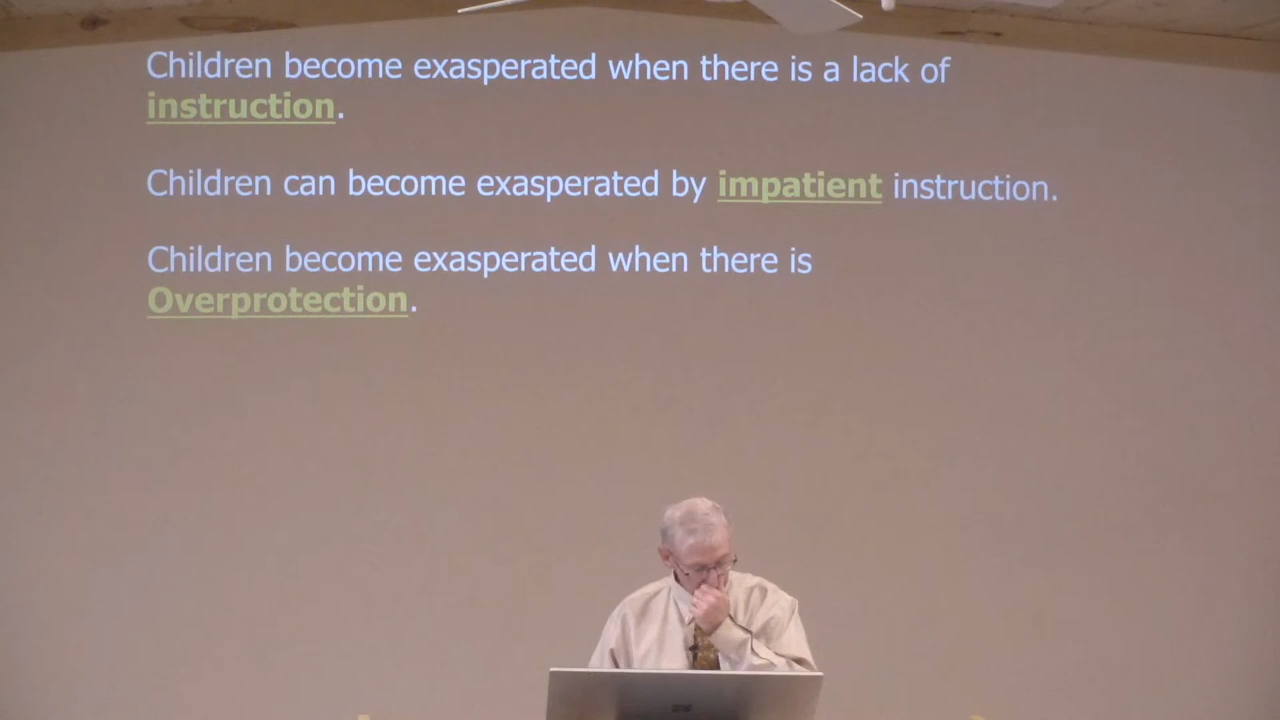 Children become exasperated when there is a lack of
instruction.
Children can become exasperated by impatient instruction.
Children become exasperated when there is
Overprotection.